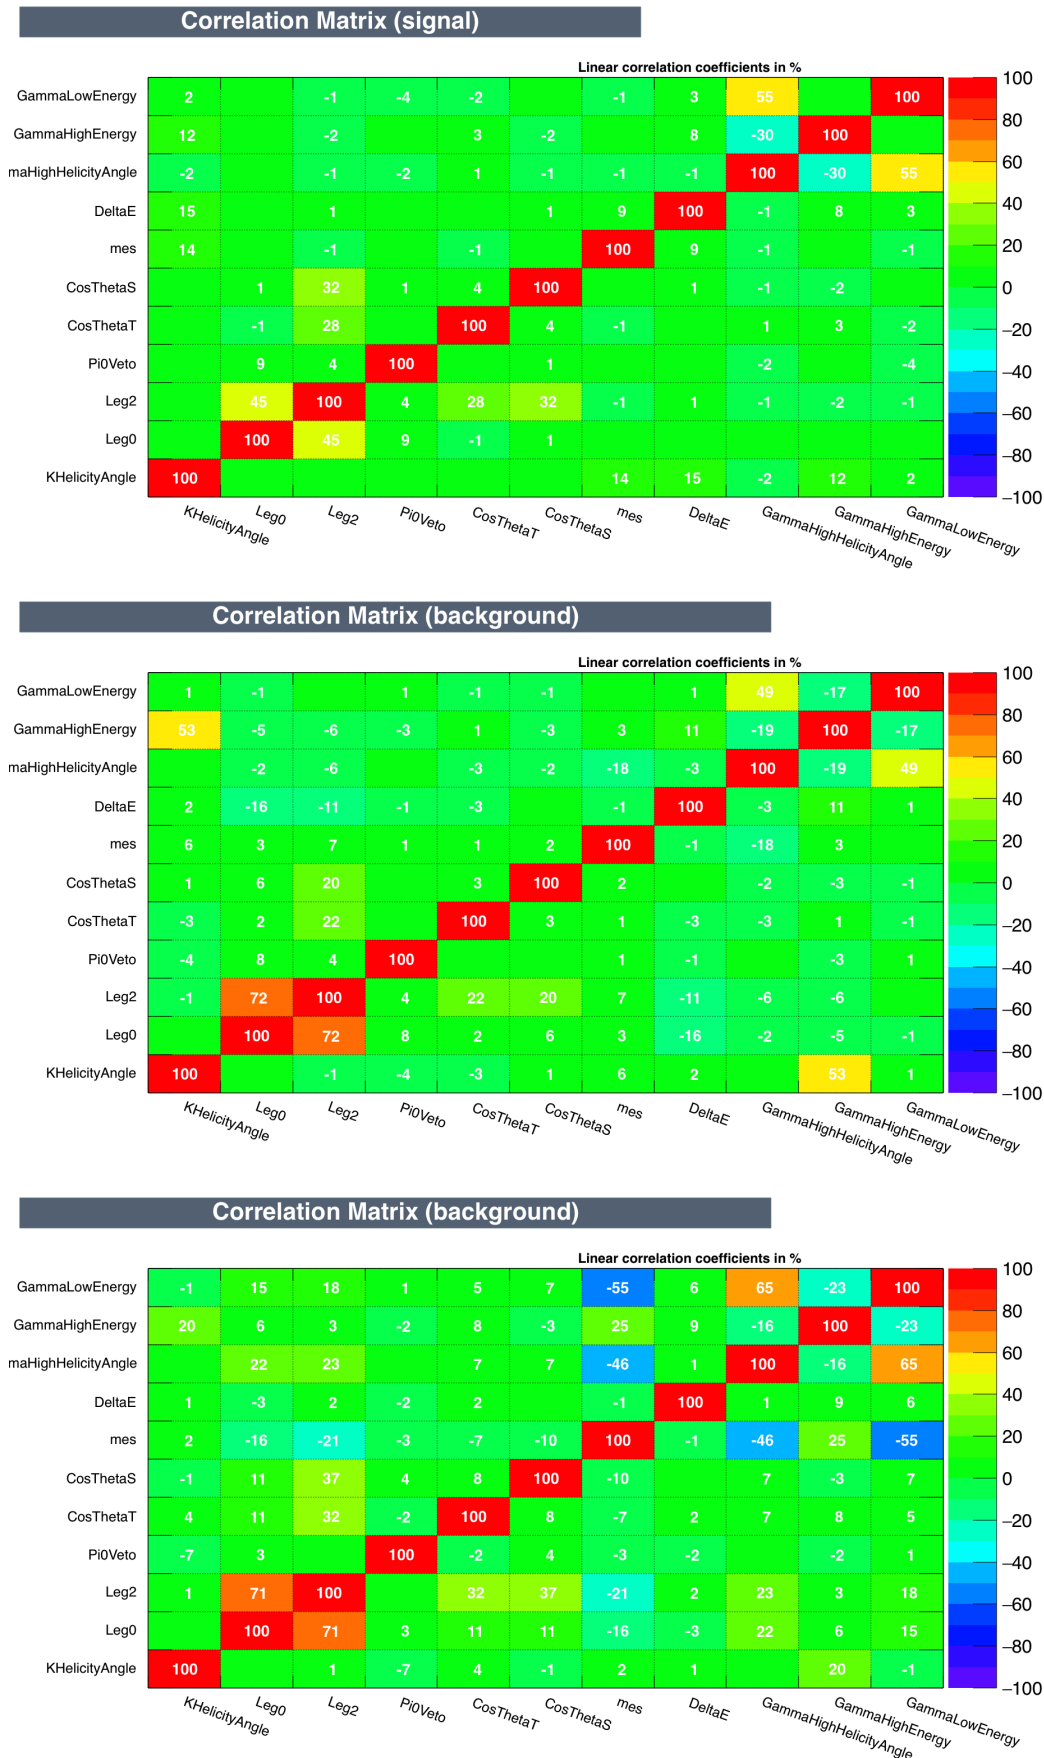 Correlation Matrix (signal)
Linear correlation coefficients in %
GammaLowEnergy 2 -1 -4 -2 -1 3 55 100
GammaHighEnergy 12 -2 3 -2 8 -30 100
maHighHelicityAngle -2 -1 -2 1 -1 -1 -1 100 -30 55
DeltaE 15 1 1 9 100 -1 8 3
mes 14 -1 -1 100 9 -1 -1
CosThetaS 1 32 1 4 100 1 -1 -2
CosThetaT -1 28 100 4 -1 1 3 -2
Pi0Veto 9 4 100 1 -2 -4
Leg2 45 100 4 28 32 -1 1 -1 -2 -1
Leg0 100 45 9 -1 1
KHelicityAngle 100 14 15 -2 12 2
KHelicityAngle Leg0 Leg2 Pi0Veto CosThetaT CosThetaS mes DeltaE GammaHighHelicityAngle GammaHighEnergy GammaLowEnergy
100
80
60
40
20
0
−20
−40
−60
−80
−100
Correlation Matrix (background)
Linear correlation coefficients in %
GammaLowEnergy 1 -1 1 -1 -1 1 49 -17 100
GammaHighEnergy 53 -5 -6 -3 1 -3 3 11 -19 100 -17
maHighHelicityAngle -2 -6 -3 -2 -18 -3 100 -19 49
DeltaE 2 -16 -11 -1 -3 -1 100 -3 11 1
mes 6 3 7 1 1 2 100 -1 -18 3
CosThetaS 1 6 20 3 100 2 -2 -3 -1
CosThetaT -3 2 22 100 3 1 -3 -3 1 -1
Pi0Veto -4 8 4 100 1 -1 -3 1
Leg2 -1 72 100 4 22 20 7 -11 -6 -6
Leg0 100 72 8 2 6 3 -16 -2 -5 -1
KHelicityAngle 100 -1 -4 -3 1 6 2 53 1
KHelicityAngle Leg0 Leg2 Pi0Veto CosThetaT CosThetaS mes DeltaE GammaHighHelicityAngle GammaHighEnergy GammaLowEnergy
100
80
60
40
20
0
−20
−40
−60
−80
−100
Correlation Matrix (background)
Linear correlation coefficients in %
GammaLowEnergy -1 15 18 1 5 7 -55 6 65 -23 100
GammaHighEnergy 20 6 3 -2 8 -3 25 9 -16 100 -23
maHighHelicityAngle 22 23 7 7 -46 1 100 -16 65
DeltaE 1 -3 2 -2 2 -1 100 1 9 6
mes 2 -16 -21 -3 -7 -10 100 -1 -46 25 -55
CosThetaS -1 11 37 4 8 100 -10 7 -3 7
CosThetaT 4 11 32 -2 100 8 -7 2 7 8 5
Pi0Veto -7 3 100 -2 4 -3 -2 -2 1
Leg2 1 71 100 32 37 -21 2 23 3 18
Leg0 100 71 3 11 11 -16 -3 22 6 15
KHelicityAngle 100 1 -7 4 -1 2 1 20 -1
KHelicityAngle Leg0 Leg2 Pi0Veto CosThetaT CosThetaS mes DeltaE GammaHighHelicityAngle GammaHighEnergy GammaLowEnergy
100
80
60
40
20
0
−20
−40
−60
−80
−100